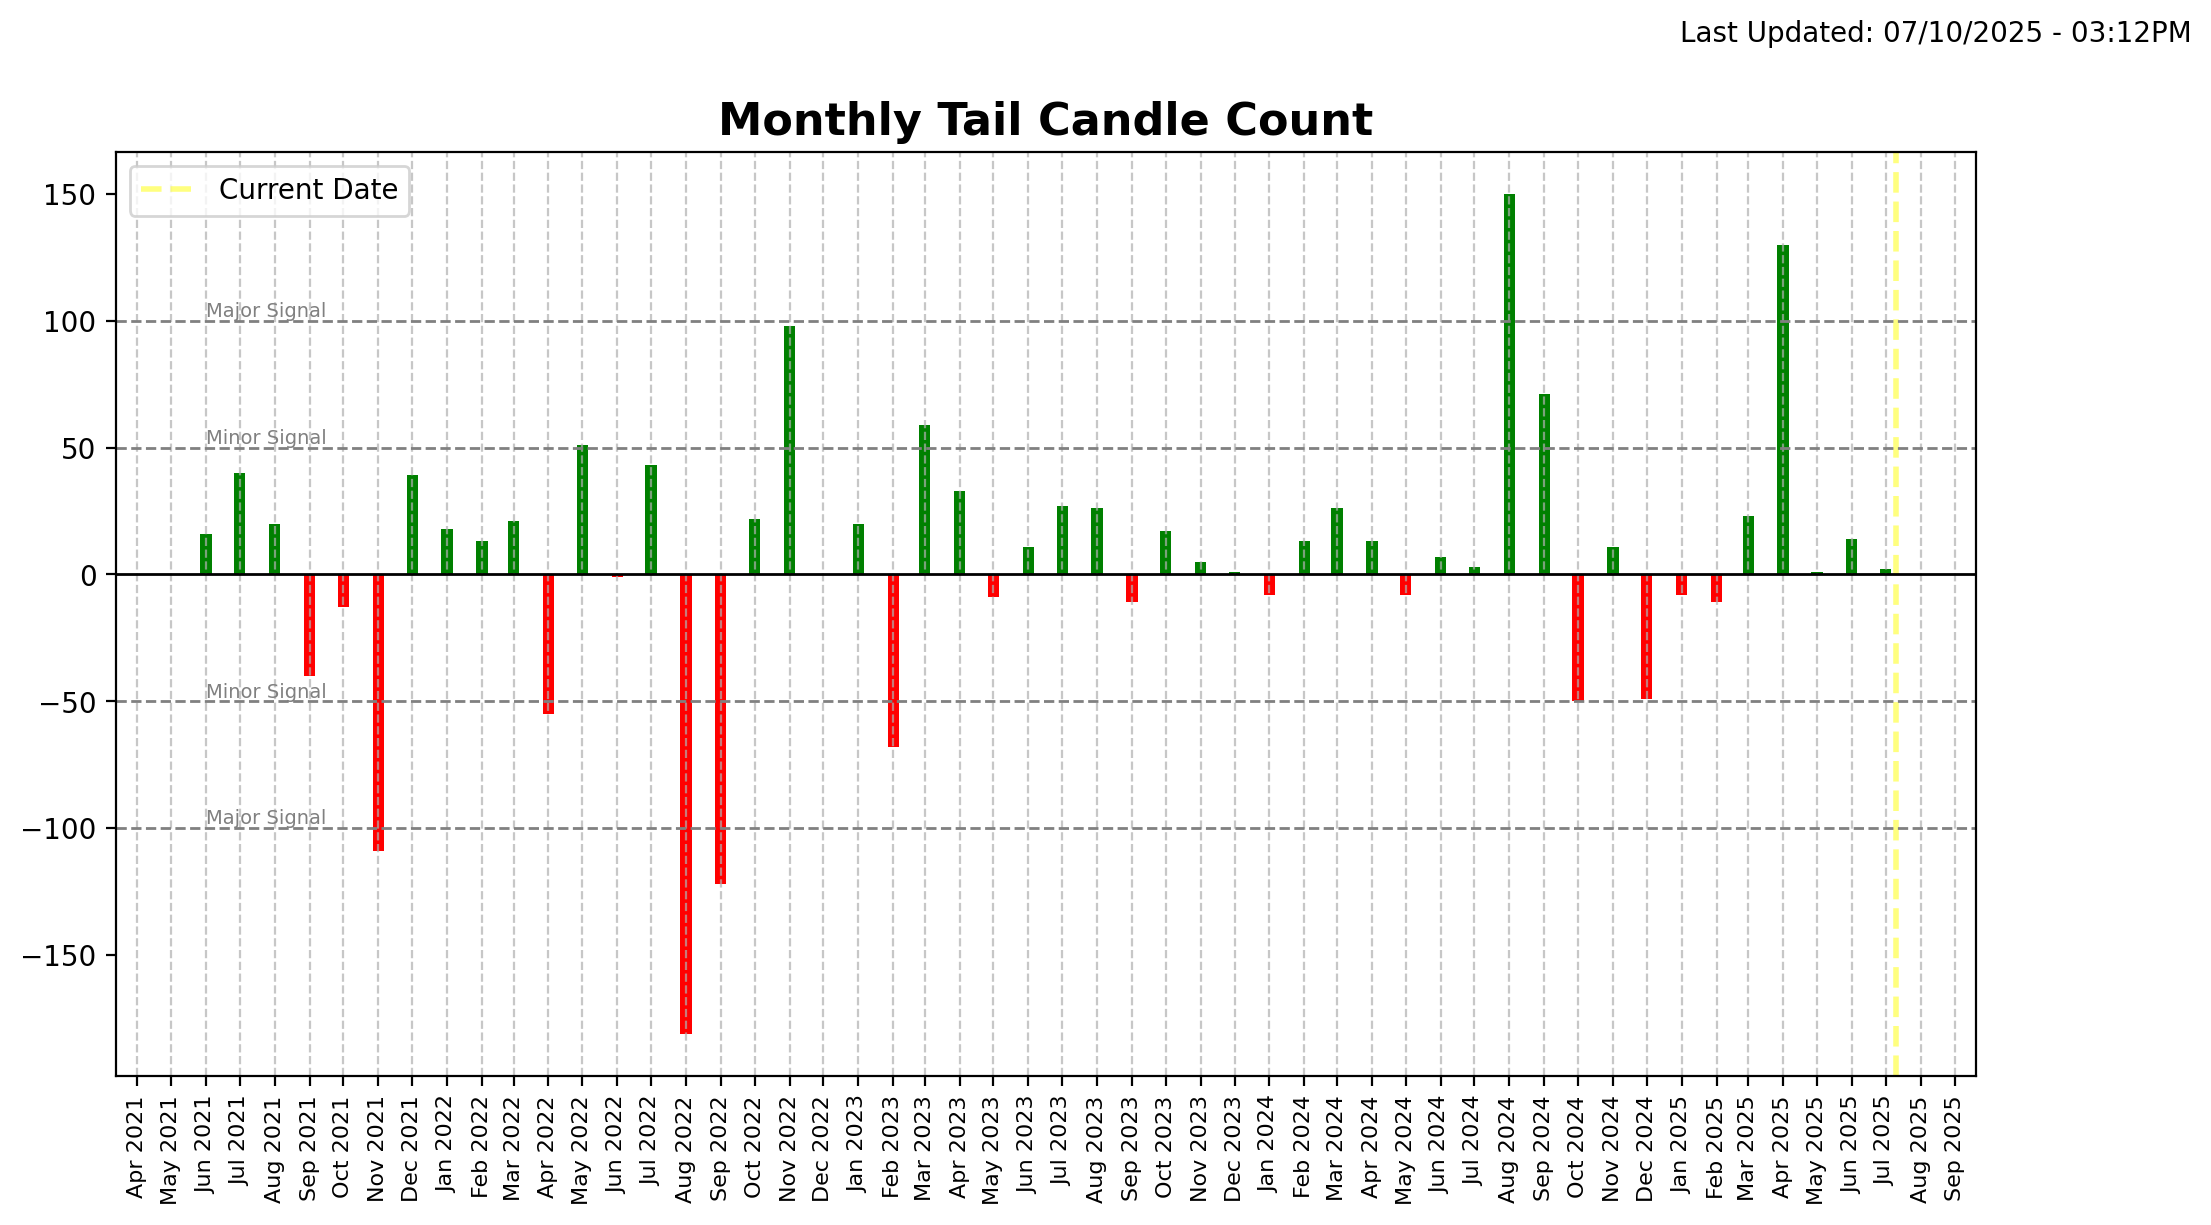 Last Updated: 07/10/2025 - 03:12PM
Monthly Tail Candle Count
Current Date
150
100
50
0
−50
−100
−150
Major Signal
Minor Signal
Minor Signal
Major Signal
Apr 2021
May 2021
Jun 2021
Jul 2021
Aug 2021
Sep 2021
Oct 2021
Nov 2021
Dec 2021
Jan 2022
Feb 2022
Mar 2022
Apr 2022
May 2022
Jun 2022
Jul 2022
Aug 2022
Sep 2022
Oct 2022
Nov 2022
Dec 2022
Jan 2023
Feb 2023
Mar 2023
Apr 2023
May 2023
Jun 2023
Jul 2023
Aug 2023
Sep 2023
Oct 2023
Nov 2023
Dec 2023
Jan 2024
Feb 2024
Mar 2024
Apr 2024
May 2024
Jun 2024
Jul 2024
Aug 2024
Sep 2024
Oct 2024
Nov 2024
Dec 2024
Jan 2025
Feb 2025
Mar 2025
Apr 2025
May 2025
Jun 2025
Jul 2025
Aug 2025
Sep 2025